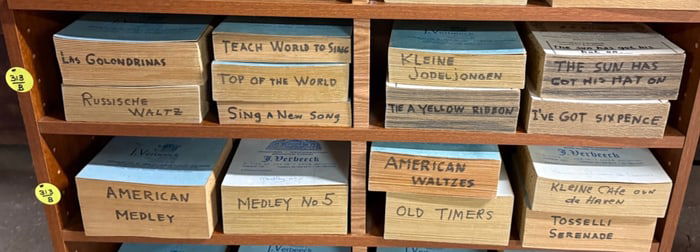 313
B
LAS GOLONDRINAS
RUSSISCHE
WALTZ
TEACH WORLD TO SING
TOP OF THE WORLD
SING A NEW SONG
KLEINE
JODELJONGEN
TIE A YELLOW RIBBON
THE SUN HAS
GOT HIS HAT ON
I'VE GOT SIXPENCE
313
B
J. Verbeeck
AMERICAN
MEDLEY
J. Verbeeck
MEDLEY No 5
AMERICAN
WALTZES
OLD TIMERS
J. Verbeeck
KLEINE CAfe aan
de HAVEN
TOSSELLI
SERENADE